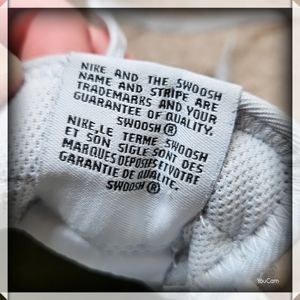 NIKE AND THE SWOOSH
NAME AND STRIPE ARE
TRADEMARKS AND YOUR
GUARANTEE OF QUALITY.
SWOOSH ®
NIKE, LE TERME SWOOSH
ET SON SIGLE SONT DES
MARQUES DEPOSEES ET VOTRE
GARANTIE DE QUALITE.
SWOOSH ®
YouCam